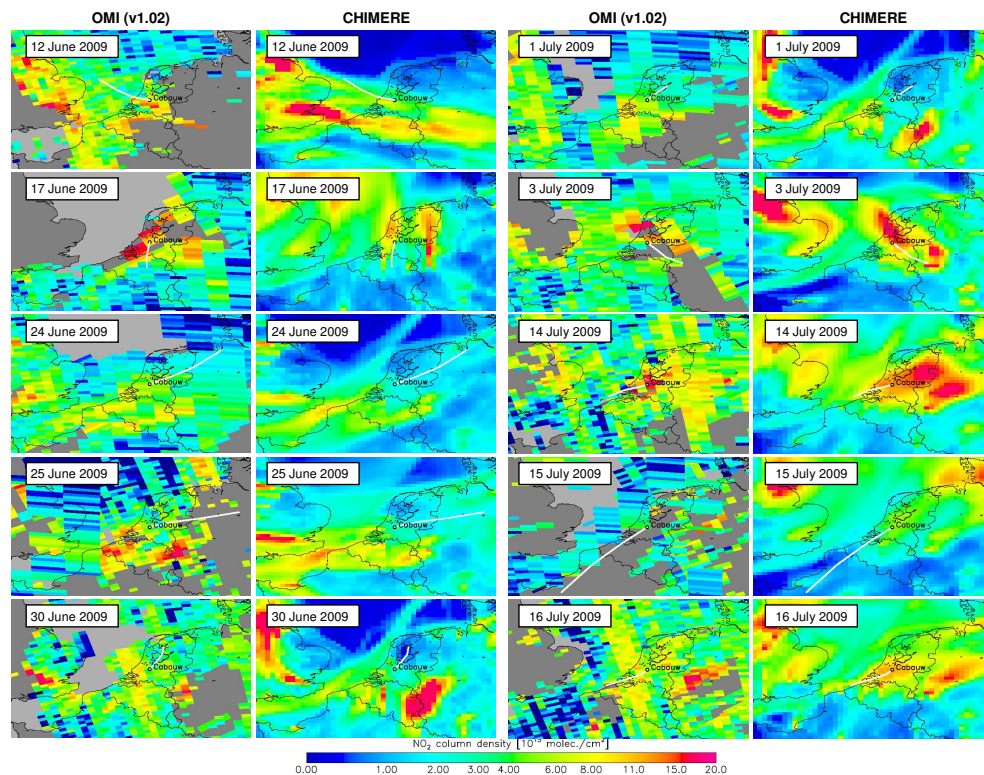 OMI (v1.02) CHIMERE OMI (v1.02) CHIMERE
12 June 2009 12 June 2009 1 July 2009 1 July 2009
Cabauw Cabauw Cabauw Cabauw
17 June 2009 17 June 2009 3 July 2009 3 July 2009
Cabauw Cabauw Cabauw Cabauw
24 June 2009 24 June 2009 14 July 2009 14 July 2009
Cabauw Cabauw Cabauw Cabauw
25 June 2009 25 June 2009 15 July 2009 15 July 2009
Cabauw Cabauw Cabauw Cabauw
30 June 2009 30 June 2009 16 July 2009 16 July 2009
Cabauw Cabauw Cabauw Cabauw
NO₂ column density [10¹⁵ molec./cm²]
0.00 1.00 2.00 3.00 4.00 6.00 8.00 11.0 15.0 20.0